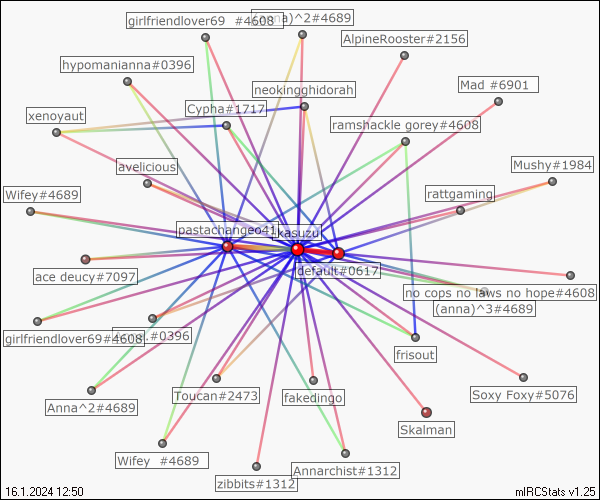 girlfriendlover69 #4608
(anna)^2#4689
AlpineRooster#2156
hypomanianna#0396
Mad #6901
neokingghidorah
Cypha#1717
xenoyaut
ramshackle gorey#4608
avelicious
Mushy#1984
Wifey#4689
rattgaming
pastachangeo41
kasuzu
default#0617
ace deucy#7097
no cops no laws no hope#4608
(anna)^3#4689
girlfriendlover69#4608
#0396
frisout
Toucan#2473
fakedingo
Soxy Foxy#5076
Anna^2#4689
Skalman
Wifey #4689
Annarchist#1312
zibbits#1312
16.1.2024 12:50
mIRCStats v1.25